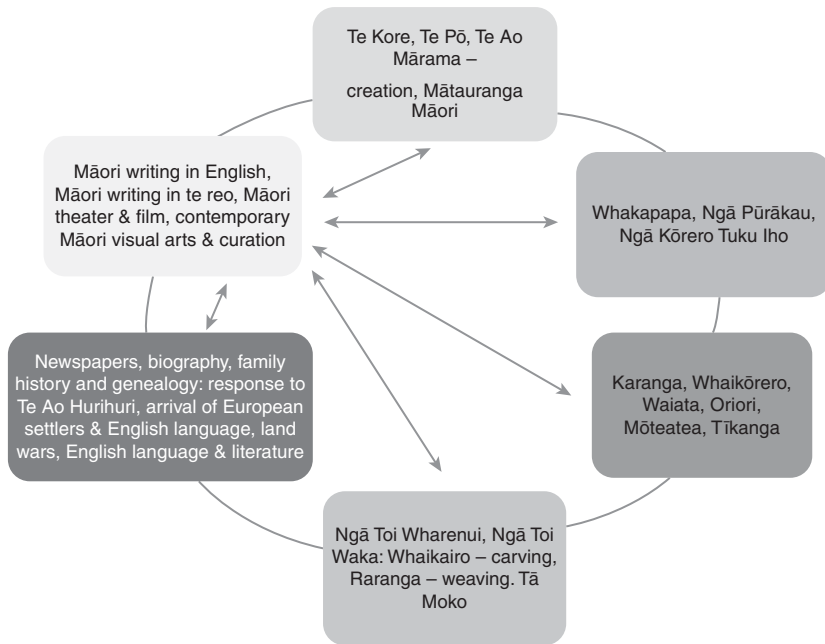 Te Kore, Te Pō, Te Ao
Mārama –
creation, Mātauranga
Māori
Māori writing in English,
Māori writing in te reo, Māori
theater & film, contemporary
Māori visual arts & curation
Whakapapa, Ngā Pūrākau,
Ngā Kōrero Tuku Iho
Newspapers, biography, family
history and genealogy: response to
Te Ao Hurihuri, arrival of European
settlers & English language, land
wars, English language & literature
Karanga, Whaikōrero,
Waiata, Oriori,
Mōteatea, Tīkanga
Ngā Toi Wharenui, Ngā Toi
Waka: Whaikairo – carving,
Raranga – weaving. Tā
Moko